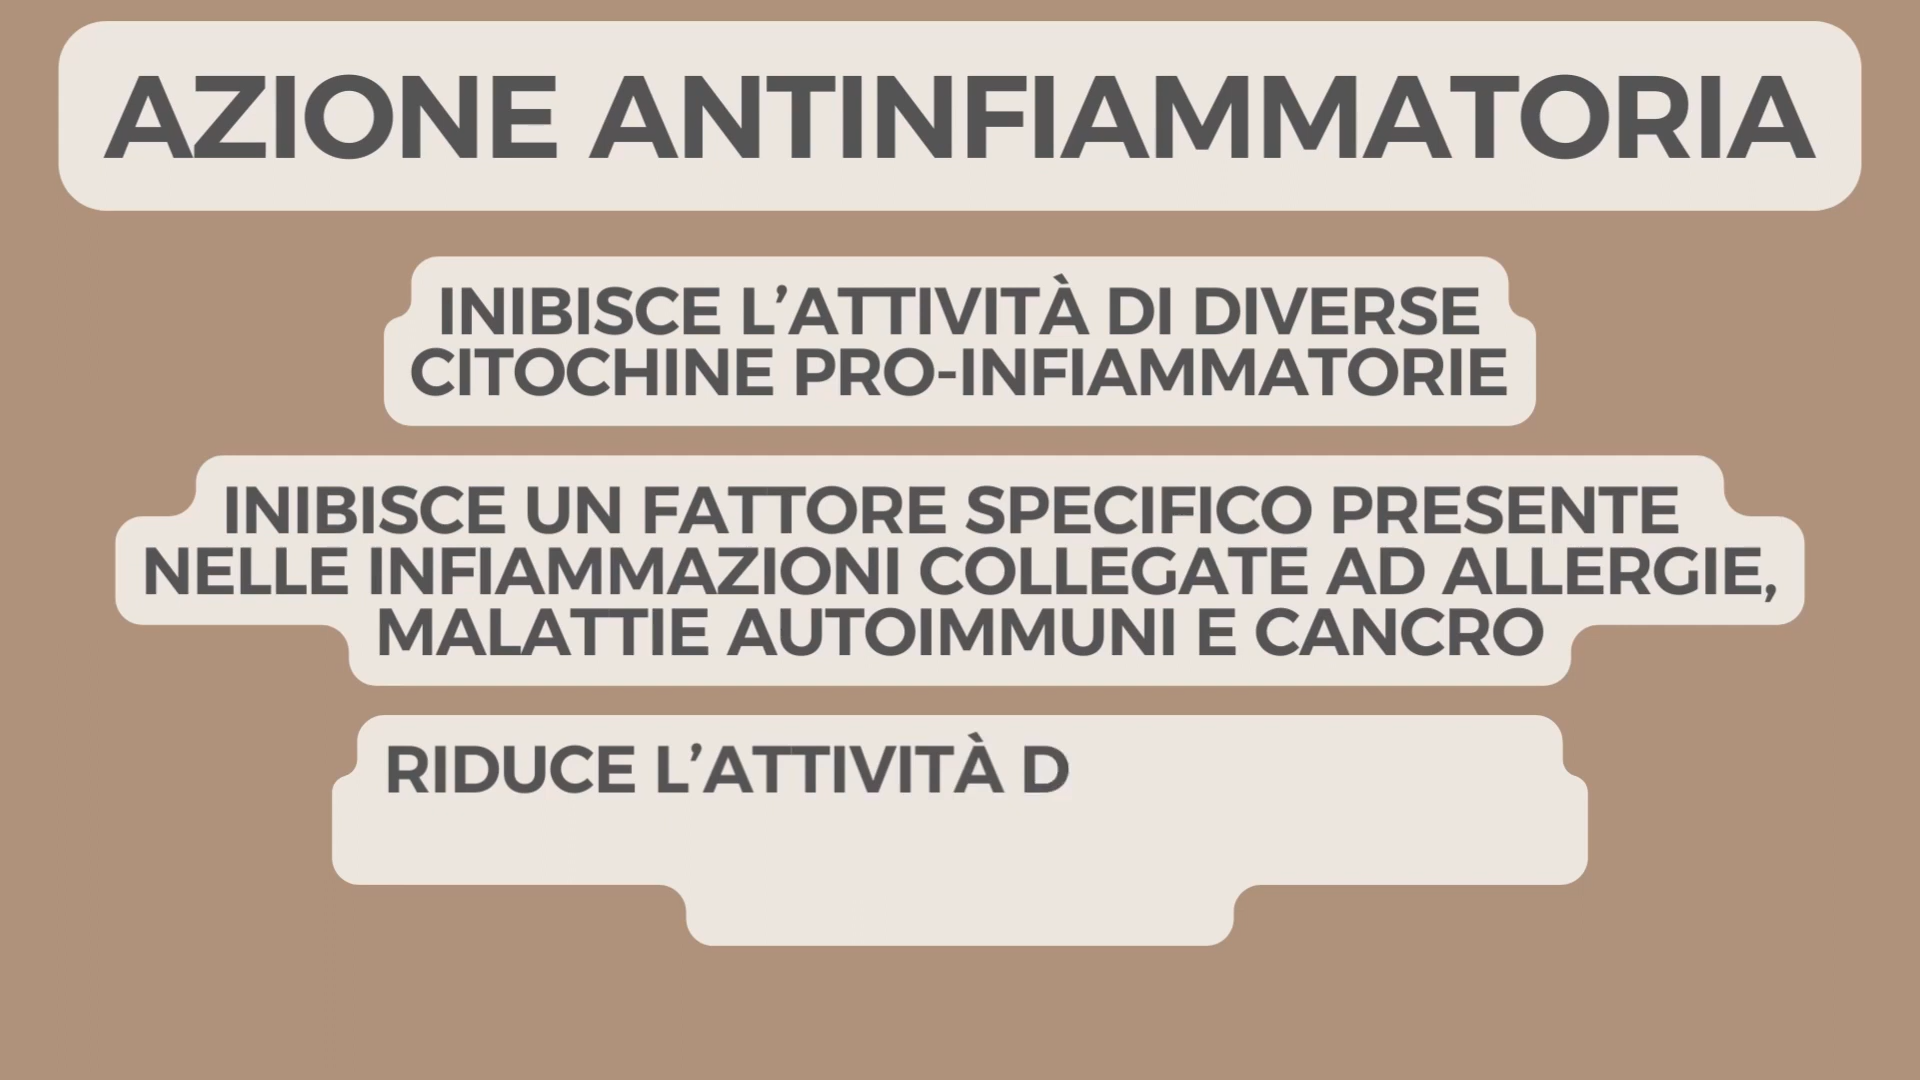 AZIONE ANTINFIAMMATORIA
INIBISCE L’ATTIVITÀ DI DIVERSE
CITOCHINE PRO-INFIAMMATORIE
INIBISCE UN FATTORE SPECIFICO PRESENTE
NELLE INFIAMMAZIONI COLLEGATE AD ALLERGIE,
MALATTIE AUTOIMMUNI E CANCRO
RIDUCE L’ATTIVITÀ D